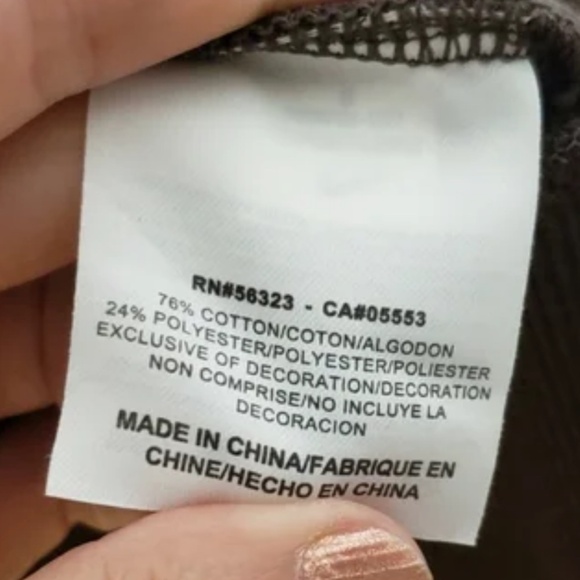 RN#56323 - CA#05553
76% COTTON/COTON/ALGODON
24% POLYESTER/POLYESTER/POLIESTER
EXCLUSIVE OF DECORATION/DECORATION
NON COMPRISE/NO INCLUYE LA
DECORACION
MADE IN CHINA/FABRIQUE EN
CHINE/HECHO EN CHINA